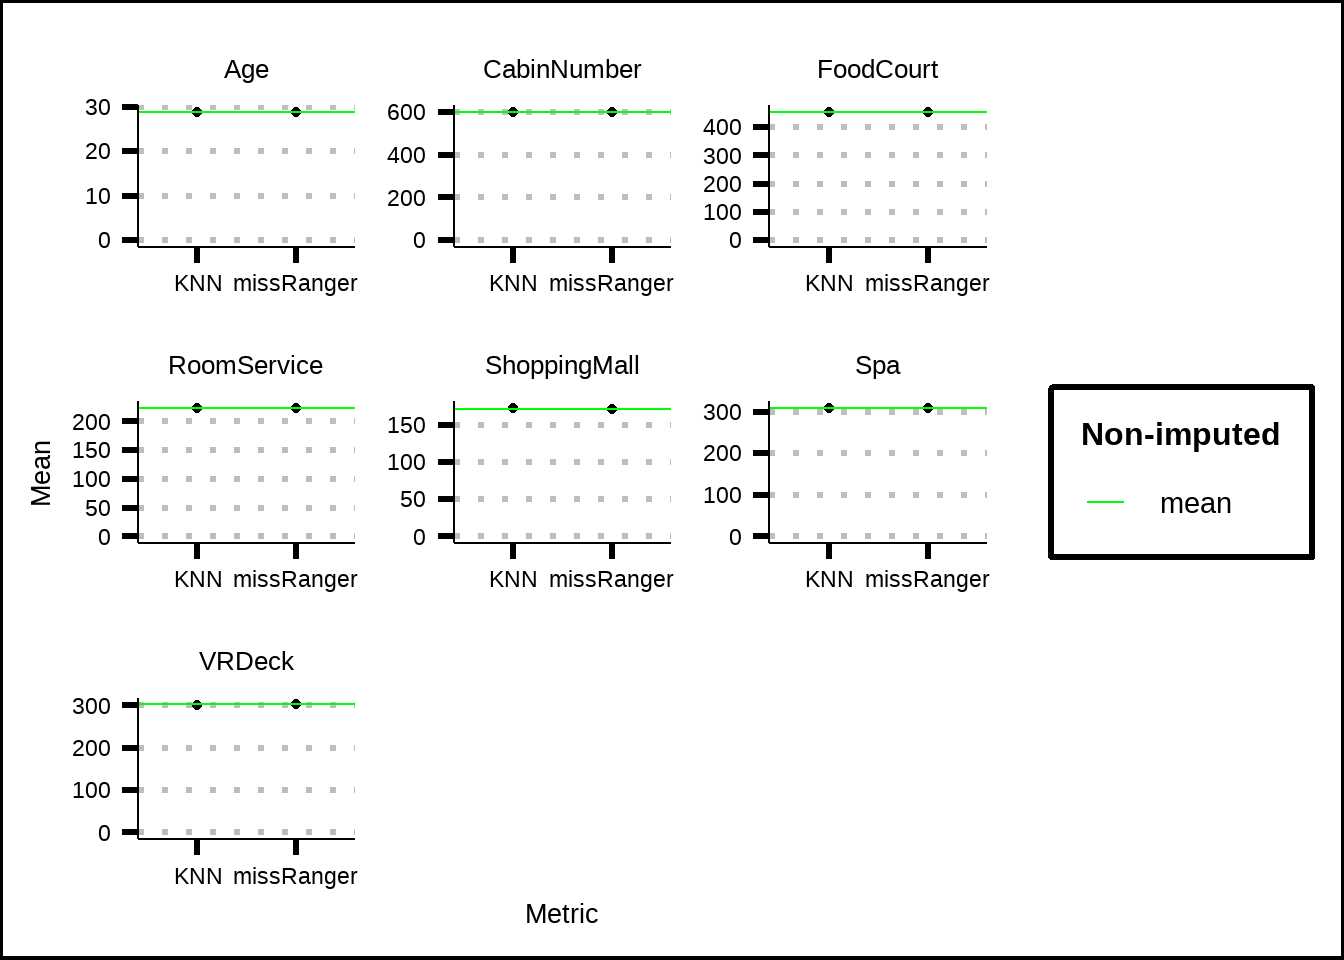 Age
CabinNumber
FoodCourt
30
20
10
0
600
400
200
0
400
300
200
100
0
KNN missRanger
KNN missRanger
KNN missRanger
RoomService
ShoppingMall
Spa
200
150
100
50
0
150
100
50
0
300
200
100
0
KNN missRanger
KNN missRanger
KNN missRanger
Mean
Non-imputed
mean
VRDeck
300
200
100
0
KNN missRanger
Metric